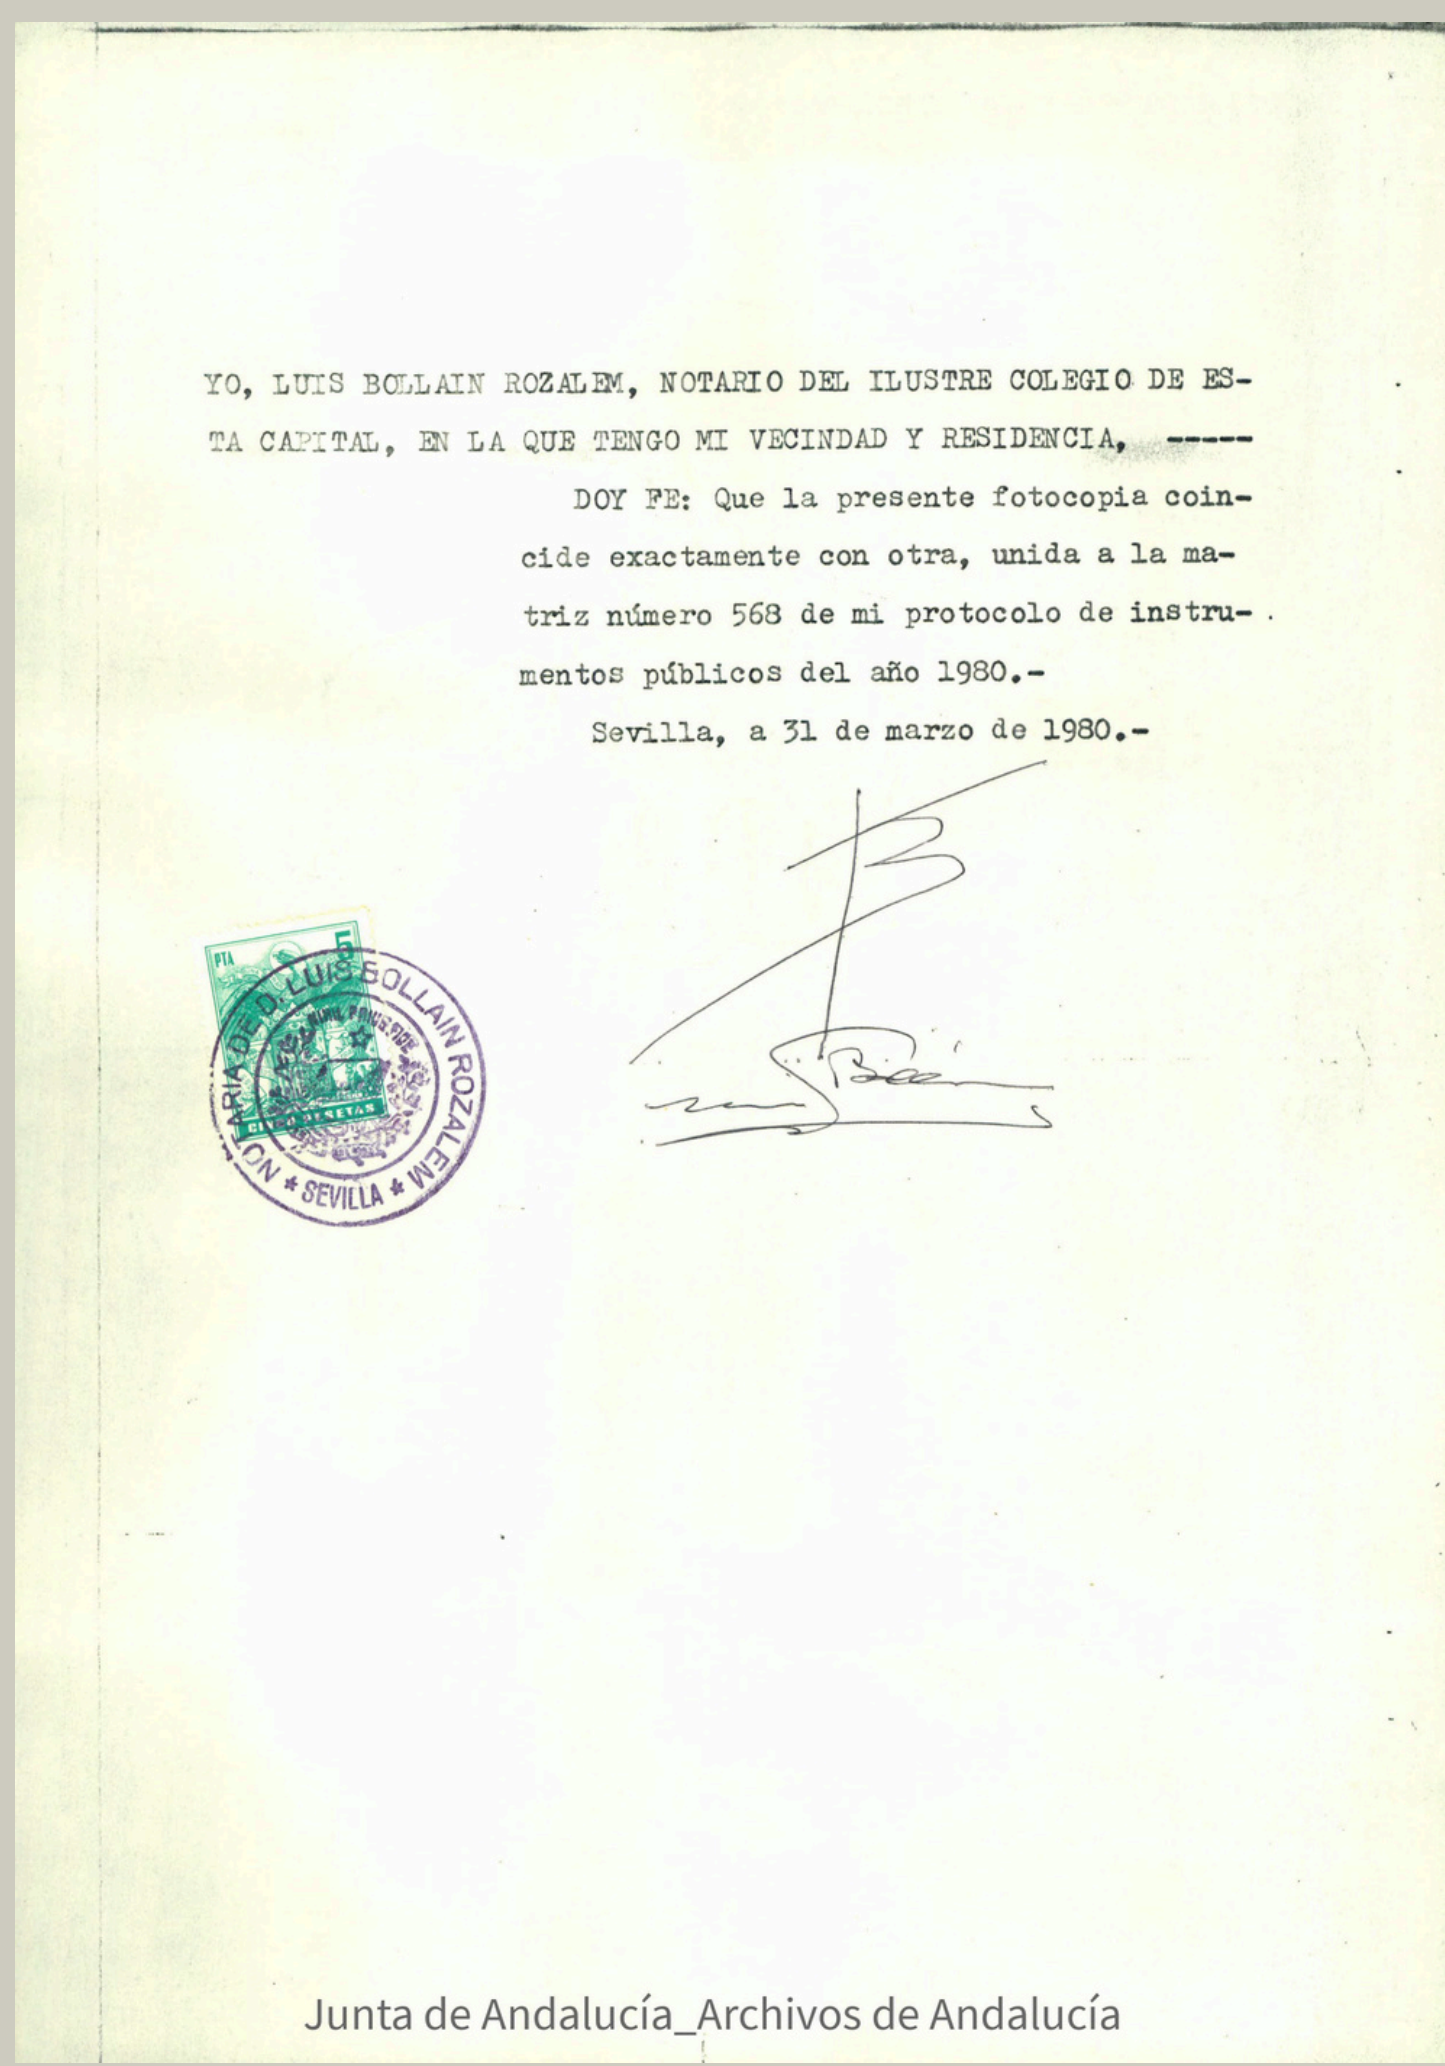 YO, LUIS BOLLAIN ROZALEM, NOTARIO DEL ILUSTRE COLEGIO DE ES-
TA CAPITAL, EN LA QUE TENGO MI VECINDAD Y RESIDENCIA, -----
DOY FE: Que la presente fotocopia coin-
cide exactamente con otra, unida a la ma-
triz número 568 de mi protocolo de instru-
mentos públicos del año 1980.-
Sevilla, a 31 de marzo de 1980.-
PTA 5
CINCO PESETAS
NOTARIA DE D. LUIS BOLLAIN ROZALEM
NIHIL PRIUS FIDE
* SEVILLA *
Junta de Andalucía_Archivos de Andalucía